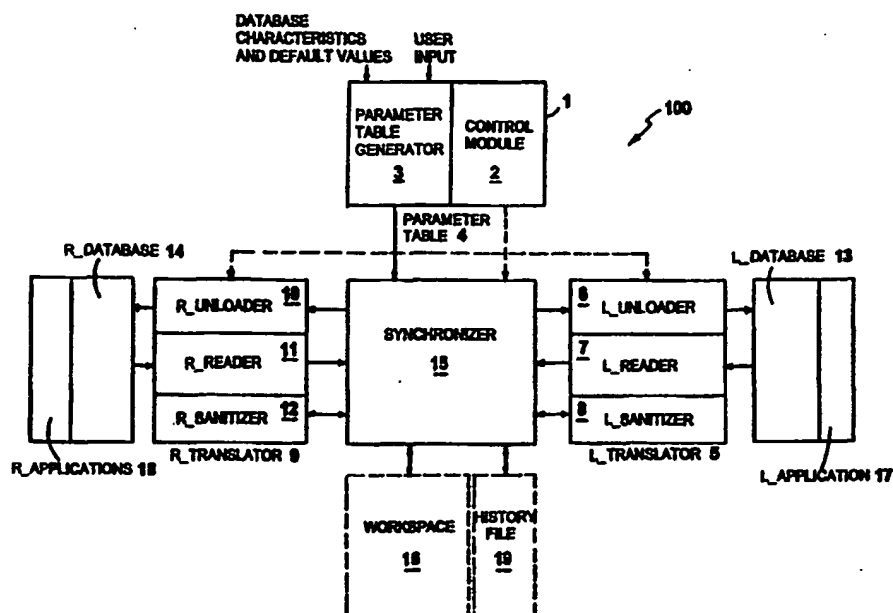 DATABASE
CHARACTERISTICS
AND DEFAULT VALUES
USER
INPUT
1
100
PARAMETER
TABLE
GENERATOR
3
CONTROL
MODULE
2
PARAMETER
TABLE 4
R_DATABASE 14
L_DATABASE 13
R_UNLOADER 10
R_READER 11
R_SANITIZER 12
SYNCHRONIZER
15
6 L_UNLOADER
7 L_READER
8 L_SANITIZER
R_APPLICATIONS 18
R_TRANSLATOR 9
L_TRANSLATOR 5
L_APPLICATION 17
WORKSPACE
16
HISTORY
FILE
19